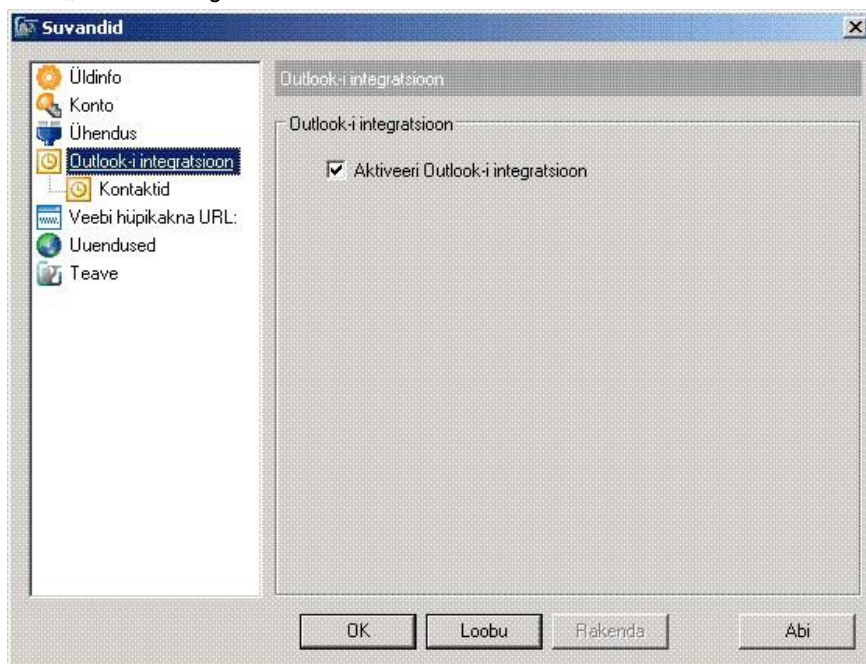 Suvandid
Üldinfo
Konto
Ühendus
Outlook-i integratsioon
Kontaktid
Veebi hüpikakna URL:
Uuendused
Teave
Outlook-i integratsioon
Outlook-i integratsioon
Aktiveeri Outlook-i integratsioon
OK
Loobu
Rakenda
Abi